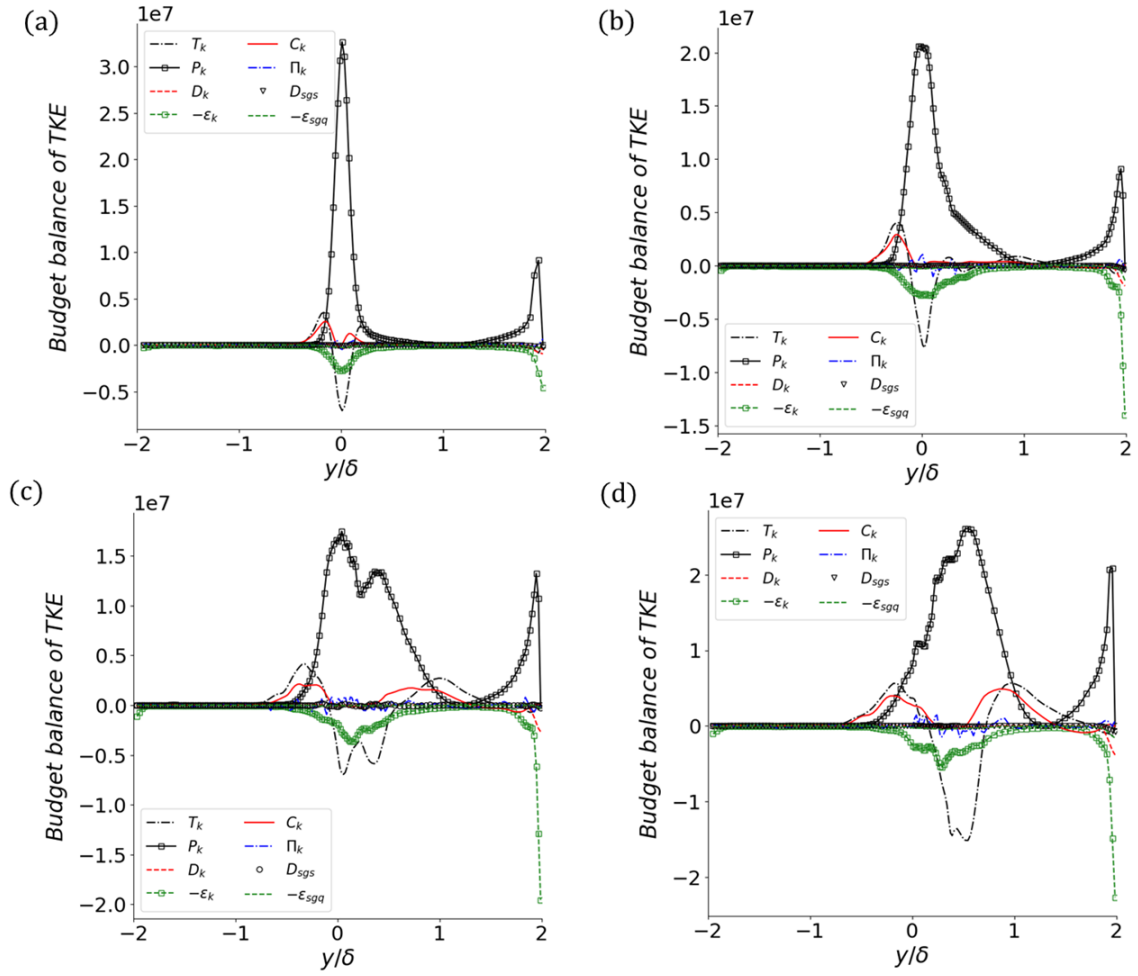 (a)
1e7
Budget balance of TKE
3.0
2.5
2.0
1.5
1.0
0.5
0.0
−0.5
T_k C_k
P_k Π_k
D_k D_sgs
−ε_k −ε_sgq
−2 −1 0 1 2
y/δ
(b)
1e7
Budget balance of TKE
2.0
1.5
1.0
0.5
0.0
−0.5
−1.0
−1.5
T_k C_k
P_k Π_k
D_k D_sgs
−ε_k −ε_sgq
−2 −1 0 1 2
y/δ
(c)
1e7
Budget balance of TKE
1.5
1.0
0.5
0.0
−0.5
−1.0
−1.5
−2.0
T_k C_k
P_k Π_k
D_k D_sgs
−ε_k −ε_sgq
−2 −1 0 1 2
y/δ
(d)
1e7
Budget balance of TKE
2
1
0
−1
−2
T_k C_k
P_k Π_k
D_k D_sgs
−ε_k −ε_sgq
−2 −1 0 1 2
y/δ